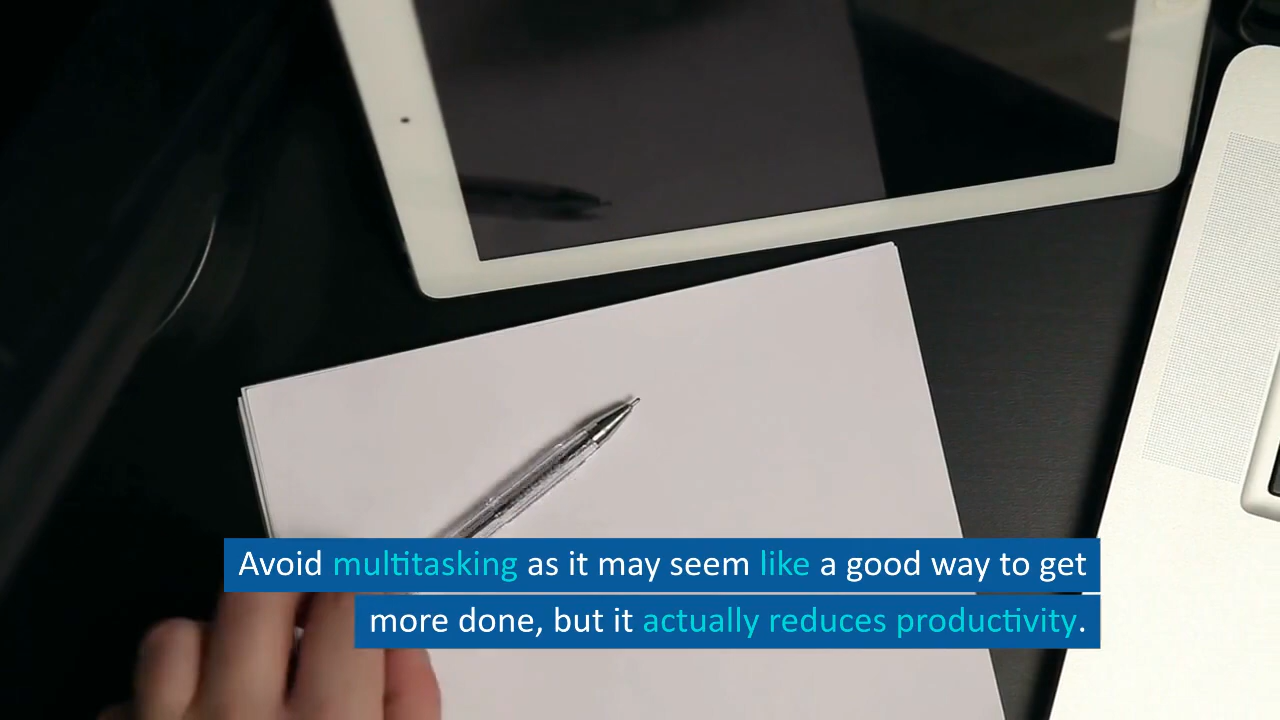 Avoid multitasking as it may seem like a good way to get
more done, but it actually reduces productivity.